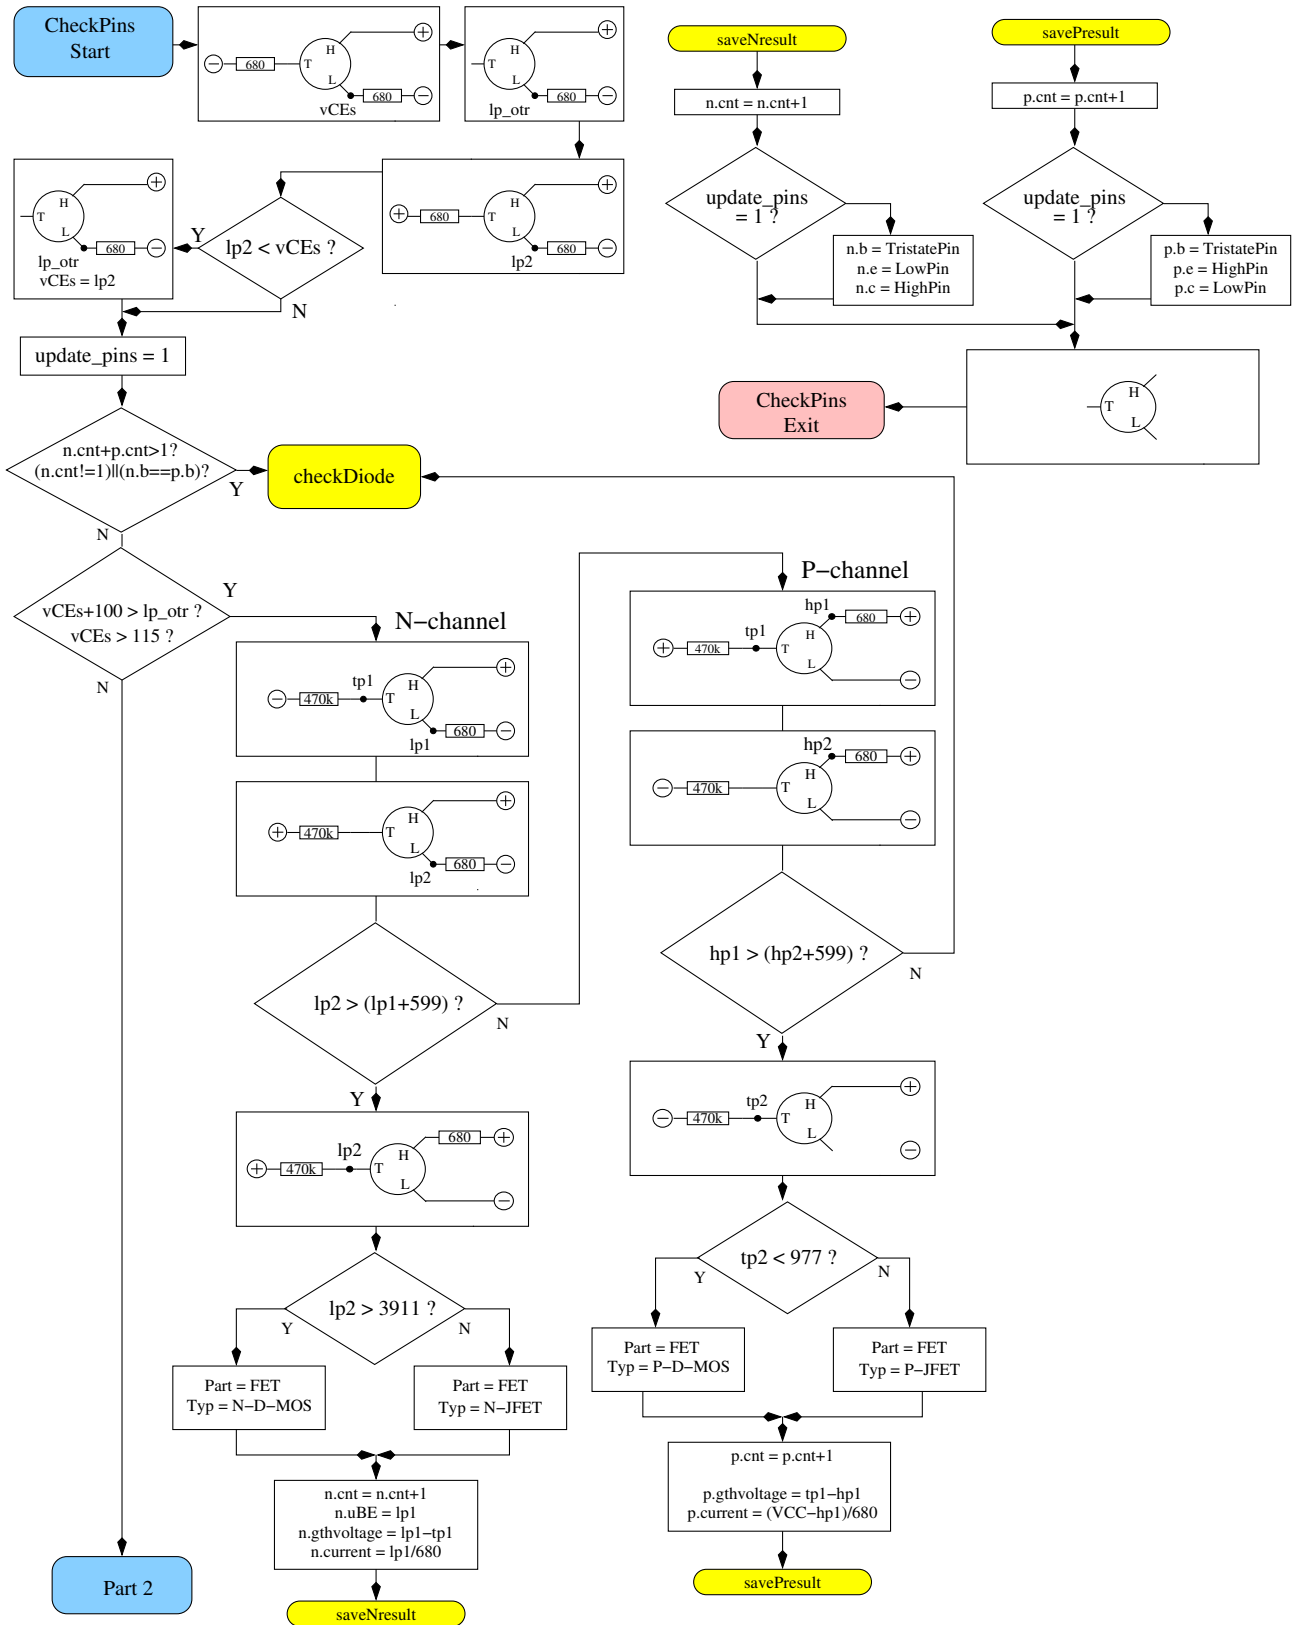 CheckPins
Start
T
H
L
680
680
+
−
−
vCEs
T
H
L
680
+
−
lp_otr
T
H
L
680
680
+
+
−
lp2
lp2 < vCEs ?
Y
N
T
H
L
680
+
−
lp_otr
vCEs = lp2
update_pins = 1
n.cnt+p.cnt>1?
(n.cnt!=1)||(n.b==p.b)?
Y
N
checkDiode
vCEs+100 > lp_otr ?
vCEs > 115 ?
Y
N
Part 2
N−channel
tp1
T
H
L
470k
680
−
+
−
lp1
T
H
L
470k
680
+
+
−
lp2
lp2 > (lp1+599) ?
N
Y
lp2
T
H
L
470k
680
+
+
−
lp2 > 3911 ?
Y
N
Part = FET
Typ = N−D−MOS
Part = FET
Typ = N−JFET
n.cnt = n.cnt+1
n.uBE = lp1
n.gthvoltage = lp1−tp1
n.current = lp1/680
saveNresult
P−channel
hp1
tp1
T
H
L
470k
680
+
+
−
hp2
T
H
L
470k
680
−
+
−
hp1 > (hp2+599) ?
N
Y
tp2
T
H
L
470k
−
+
−
tp2 < 977 ?
Y
N
Part = FET
Typ = P−D−MOS
Part = FET
Typ = P−JFET
p.cnt = p.cnt+1
p.gthvoltage = tp1−hp1
p.current = (VCC−hp1)/680
savePresult
saveNresult
n.cnt = n.cnt+1
update_pins
= 1 ?
n.b = TristatePin
n.e = LowPin
n.c = HighPin
savePresult
p.cnt = p.cnt+1
update_pins
= 1 ?
p.b = TristatePin
p.e = HighPin
p.c = LowPin
T
H
L
CheckPins
Exit